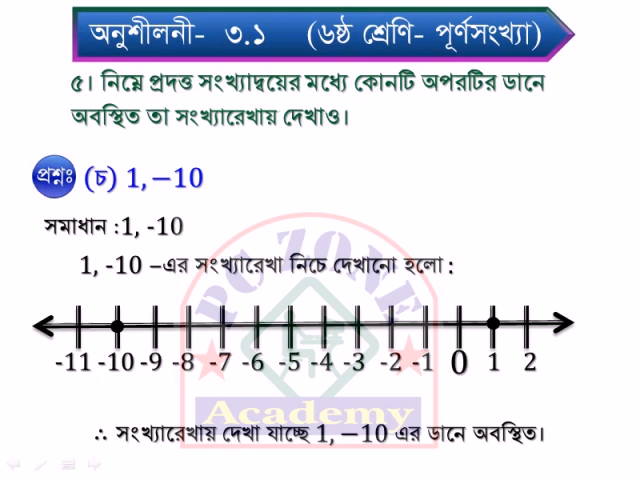 অনুশীলনী- ৩.১ (৬ষ্ঠ শ্রেণি- পূর্ণসংখ্যা)
৫। নিম্নে প্রদত্ত সংখ্যাদ্বয়ের মধ্যে কোনটি অপরটির ডানে
অবস্থিত তা সংখ্যারেখায় দেখাও।
প্রশ্নঃ (চ) 1, −10
সমাধান :1, -10
1, -10 –এর সংখ্যারেখা নিচে দেখানো হলো :
-11 -10 -9 -8 -7 -6 -5 -4 -3 -2 -1 0 1 2
∴ সংখ্যারেখায় দেখা যাচ্ছে 1, −10 এর ডানে অবস্থিত।
PC ZONE
Academy